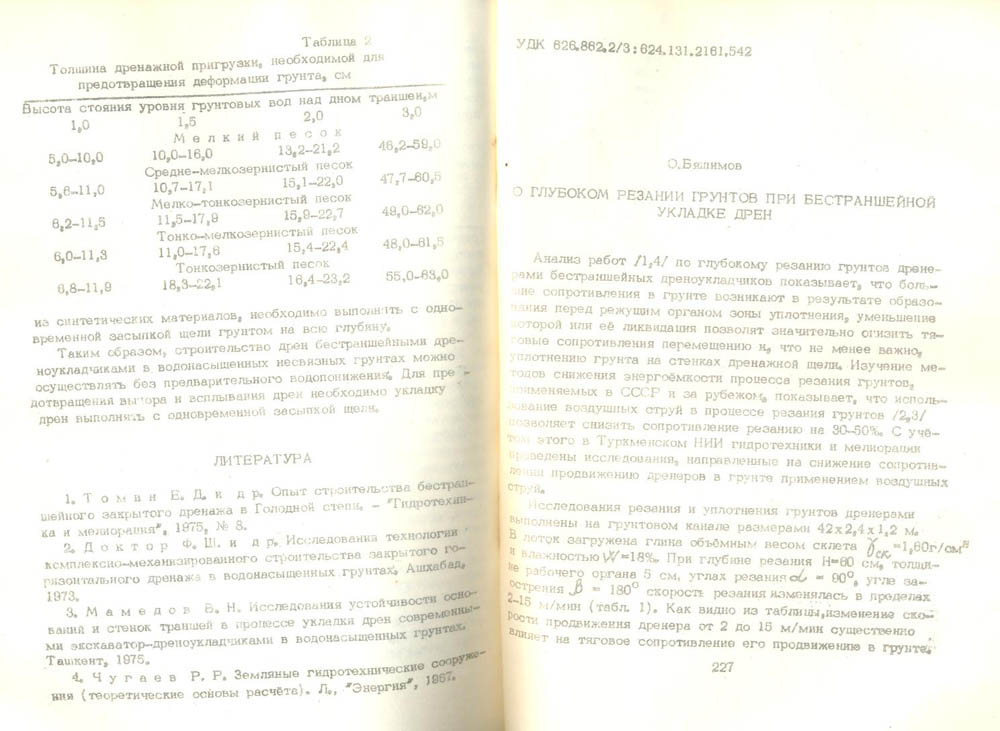 Таблица 2
Толщина дренажной пригрузки, необходимой для
предотвращения деформации грунта, см
Высота стояния уровня грунтовых вод над дном траншеи,м
1,0 1,5 2,0 3,0
Мелкий песок
5,0-10,0 10,0-16,0 13,2-21,2 46,2-59,0
Средне-мелкозернистый песок
5,6-11,0 10,7-17,1 15,1-22,0 47,7-60,5
Мелко-тонкозернистый песок
6,2-11,5 11,5-17,9 15,9-22,7 49,0-62,0
Тонко-мелкозернистый песок
6,0-11,3 11,0-17,6 15,4-22,4 48,0-61,5
Тонкозернистый песок
6,8-11,9 18,3-22,1 16,4-23,2 55,0-63,0
из синтетических материалов, необходимо выполнить с одно-
временной засыпкой щели грунтом на всю глубину.
Таким образом, строительство дрен бестраншейными дре-
ноукладчиками в водонасыщенных несвязных грунтах можно
осуществлять без предварительного водопонижения. Для пре-
дотвращения выпора и всплывания дрен необходимо укладку
дрен выполнять с одновременной засыпкой щели.
ЛИТЕРАТУРА
1. Томин Е. Д. и др. Опыт строительства бестран-
шейного закрытого дренажа в Голодной степи. - "Гидротехни-
ка и мелиорация", 1975, № 8.
2. Доктор Ф. Ш. и др. Исследования технологии
комплексно-механизированного строительства закрытого го-
ризонтального дренажа в водонасыщенных грунтах. Ашхабад,
1973.
3. Мамедов В. Н. Исследования устойчивости осно-
ваний и стенок траншей в процессе укладки дрен современны-
ми экскаватор-дреноукладчиками в водонасыщенных грунтах.
Ташкент, 1975.
4. Чугаев Р. Р. Земляные гидротехнические сооруже-
ния (теоретические основы расчёта). Л., "Энергия", 1967.
УДК 626.862.2/3:624.131.2161.542
О.Бялимов
О ГЛУБОКОМ РЕЗАНИИ ГРУНТОВ ПРИ БЕСТРАНШЕЙНОЙ
УКЛАДКЕ ДРЕН
Анализ работ /1,4/ по глубокому резанию грунтов дрене-
рами бестраншейных дреноукладчиков показывает, что боль-
шие сопротивления в грунте возникают в результате образо-
вания перед режущим органом зоны уплотнения, уменьшение
которой или её ликвидация позволят значительно снизить тя-
говые сопротивления перемещению и, что не менее важно,
уплотнению грунта на стенках дренажной щели. Изучение ме-
тодов снижения энергоёмкости процесса резания грунтов,
применяемых в СССР и за рубежом, показывает, что исполь-
зование воздушных струй в процессе резания грунтов /2,3/
позволяет снизить сопротивление резанию на 30-50%. С учё-
том этого в Туркменском НИИ гидротехники и мелиорации
проведены исследования, направленные на снижение сопротив-
лений продвижению дренеров в грунте применением воздушных
струй.
Исследования резания и уплотнения грунтов дренерами
выполнены на грунтовом канале размерами 42х2,4х1,2 м.
В лоток загружена глина объёмным весом скелета γск=1,60г/см³
и влажностью W=18%. При глубине резания Н=80 см, толщи-
не рабочего органа 5 см, углах резания α = 90°, угле за-
острения β = 180° скорость резания изменялась в пределах
2-15 м/мин (табл. 1). Как видно из таблицы,изменение ско-
рости продвижения дренера от 2 до 15 м/мин существенно
влияет на тяговое сопротивление его продвижению в грунте.
227